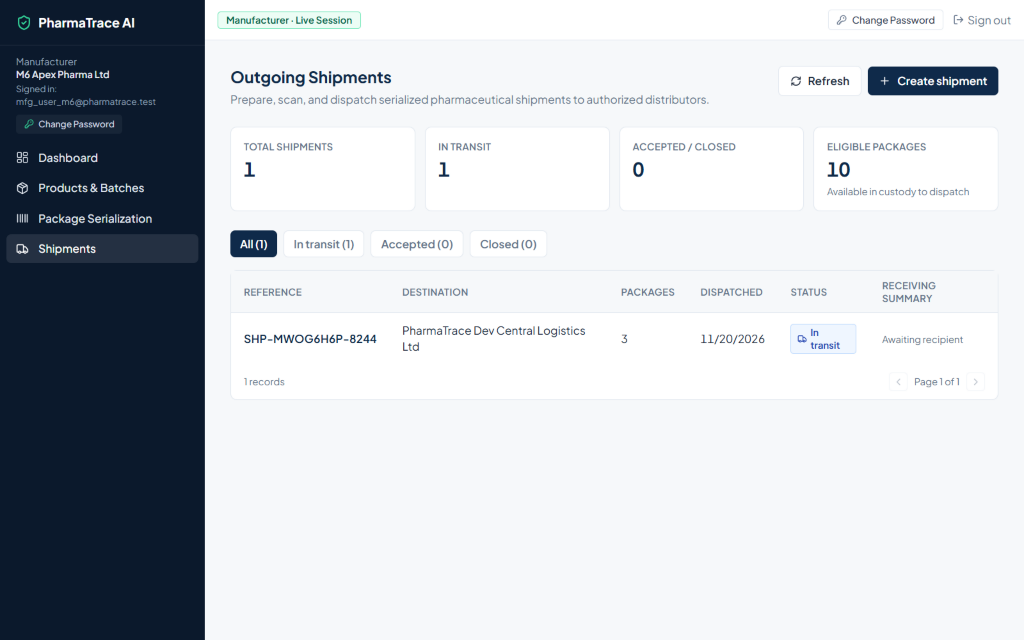 PharmaTrace AI
Manufacturer
M6 Apex Pharma Ltd
Signed in:
mfg_user_m6@pharmatrace.test
Change Password
Dashboard
Products & Batches
Package Serialization
Shipments
Manufacturer · Live Session
Change Password
Sign out
Outgoing Shipments
Prepare, scan, and dispatch serialized pharmaceutical shipments to authorized distributors.
Refresh
Create shipment
TOTAL SHIPMENTS
1
IN TRANSIT
1
ACCEPTED / CLOSED
0
ELIGIBLE PACKAGES
10
Available in custody to dispatch
All (1)
In transit (1)
Accepted (0)
Closed (0)
REFERENCE
DESTINATION
PACKAGES
DISPATCHED
STATUS
RECEIVING
SUMMARY
SHP-MWOG6H6P-8244
PharmaTrace Dev Central Logistics
Ltd
3
11/20/2026
In
transit
Awaiting recipient
1 records
Page 1 of 1